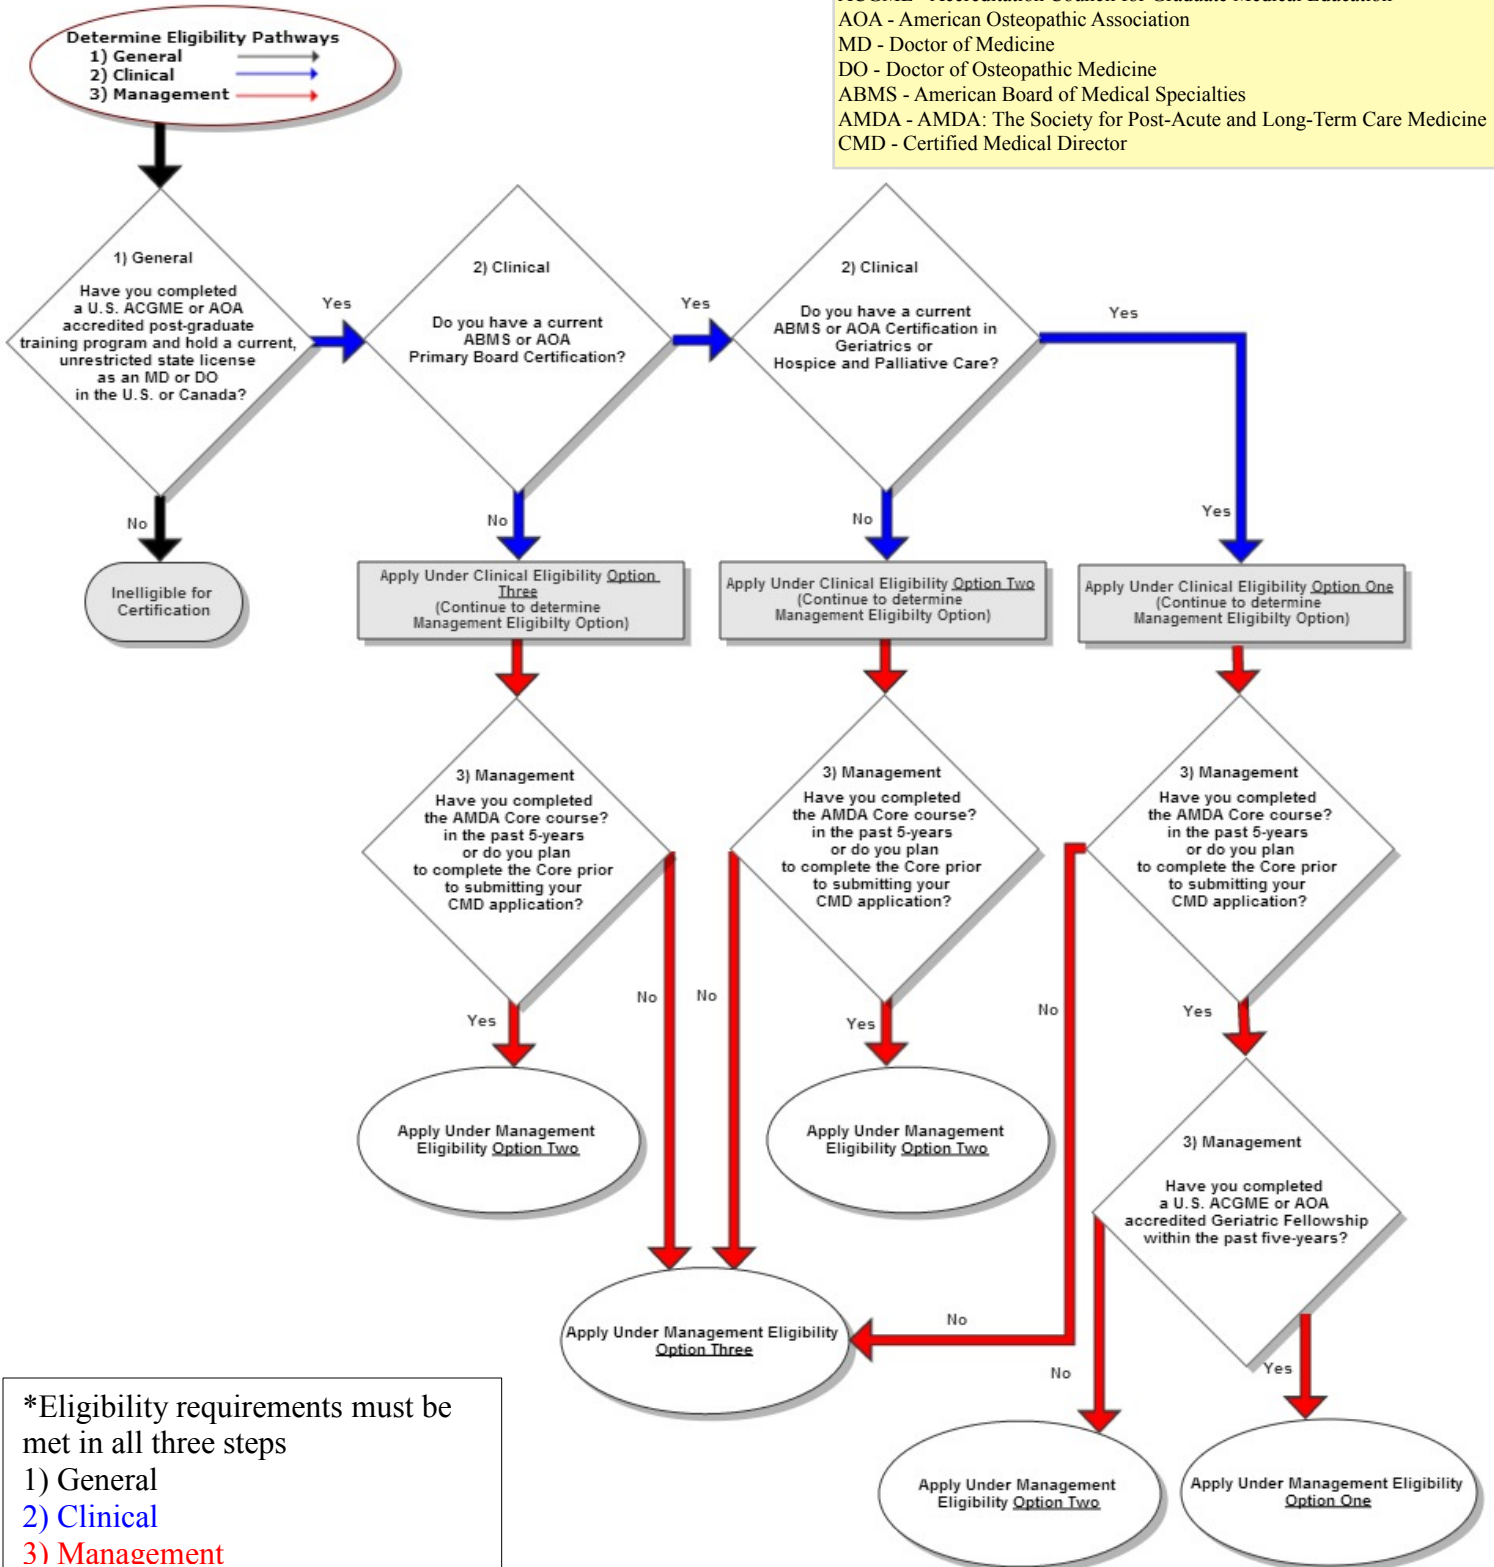 Determine Eligibility Pathways
1) General
2) Clinical
3) Management
ACGME - Accreditation Council for Graduate Medical Education
AOA - American Osteopathic Association
MD - Doctor of Medicine
DO - Doctor of Osteopathic Medicine
ABMS - American Board of Medical Specialties
AMDA - AMDA: The Society for Post-Acute and Long-Term Care Medicine
CMD - Certified Medical Director
1) General
Have you completed
a U.S. ACGME or AOA
accredited post-graduate
training program and hold a current,
unrestricted state license
as an MD or DO
in the U.S. or Canada?
Yes
2) Clinical
Do you have a current
ABMS or AOA
Primary Board Certification?
Yes
2) Clinical
Do you have a current
ABMS or AOA Certification in
Geriatrics or
Hospice and Palliative Care?
Yes
No
No
No
Yes
Inelligible for
Certification
Apply Under Clinical Eligibility Option
Three
(Continue to determine
Management Eligibilty Option)
Apply Under Clinical Eligibility Option Two
(Continue to determine
Management Eligibilty Option)
Apply Under Clinical Eligibility Option One
(Continue to determine
Management Eligibilty Option)
3) Management
Have you completed
the AMDA Core course?
in the past 5-years
or do you plan
to complete the Core prior
to submitting your
CMD application?
3) Management
Have you completed
the AMDA Core course?
in the past 5-years
or do you plan
to complete the Core prior
to submitting your
CMD application?
3) Management
Have you completed
the AMDA Core course?
in the past 5-years
or do you plan
to complete the Core prior
to submitting your
CMD application?
Yes
No
No
Yes
No
Yes
Apply Under Management
Eligibility Option Two
Apply Under Management
Eligibility Option Two
3) Management
Have you completed
a U.S. ACGME or AOA
accredited Geriatric Fellowship
within the past five-years?
Apply Under Management Eligibility
Option Three
No
No
Yes
Apply Under Management
Eligibility Option Two
Apply Under Management Eligibility
Option One
*Eligibility requirements must be
met in all three steps
1) General
2) Clinical
3) Management